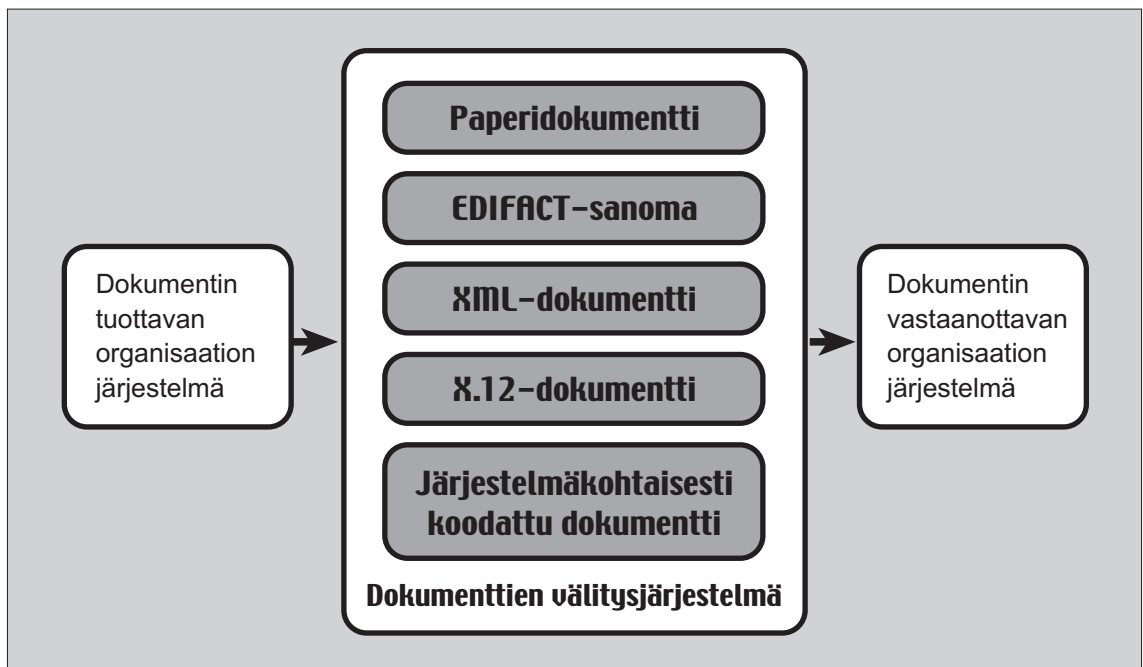 Dokumentin
tuottavan
organisaation
järjestelmä
Paperidokumentti
EDIFACT-sanoma
XML-dokumentti
X.12-dokumentti
Järjestelmäkohtaisesti
koodattu dokumentti
Dokumenttien välitysjärjestelmä
Dokumentin
vastaanottavan
organisaation
järjestelmä